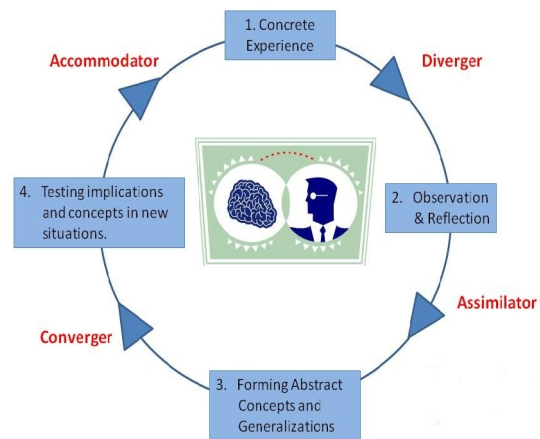 1. Concrete
Experience
Accommodator
Diverger
4. Testing implications
and concepts in new
situations.
2. Observation
& Reflection
Assimilator
Converger
3. Forming Abstract
Concepts and
Generalizations